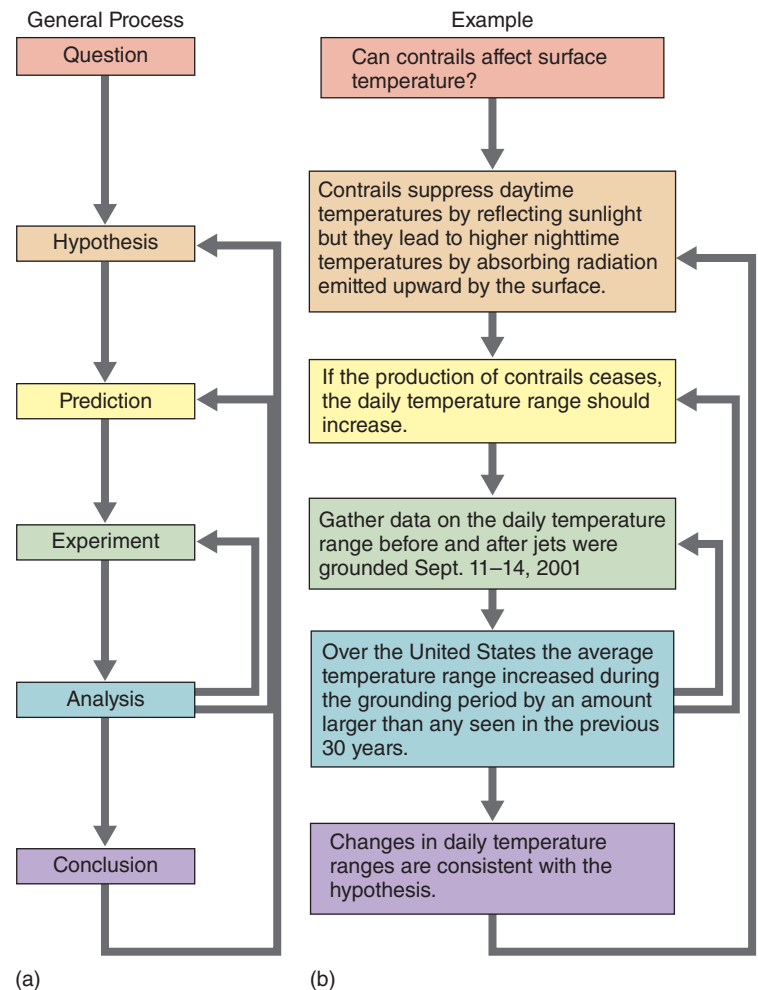 General Process
Question
Hypothesis
Prediction
Experiment
Analysis
Conclusion
(a)
Example
Can contrails affect surface
temperature?
Contrails suppress daytime
temperatures by reflecting sunlight
but they lead to higher nighttime
temperatures by absorbing radiation
emitted upward by the surface.
If the production of contrails ceases,
the daily temperature range should
increase.
Gather data on the daily temperature
range before and after jets were
grounded Sept. 11–14, 2001
Over the United States the average
temperature range increased during
the grounding period by an amount
larger than any seen in the previous
30 years.
Changes in daily temperature
ranges are consistent with the
hypothesis.
(b)